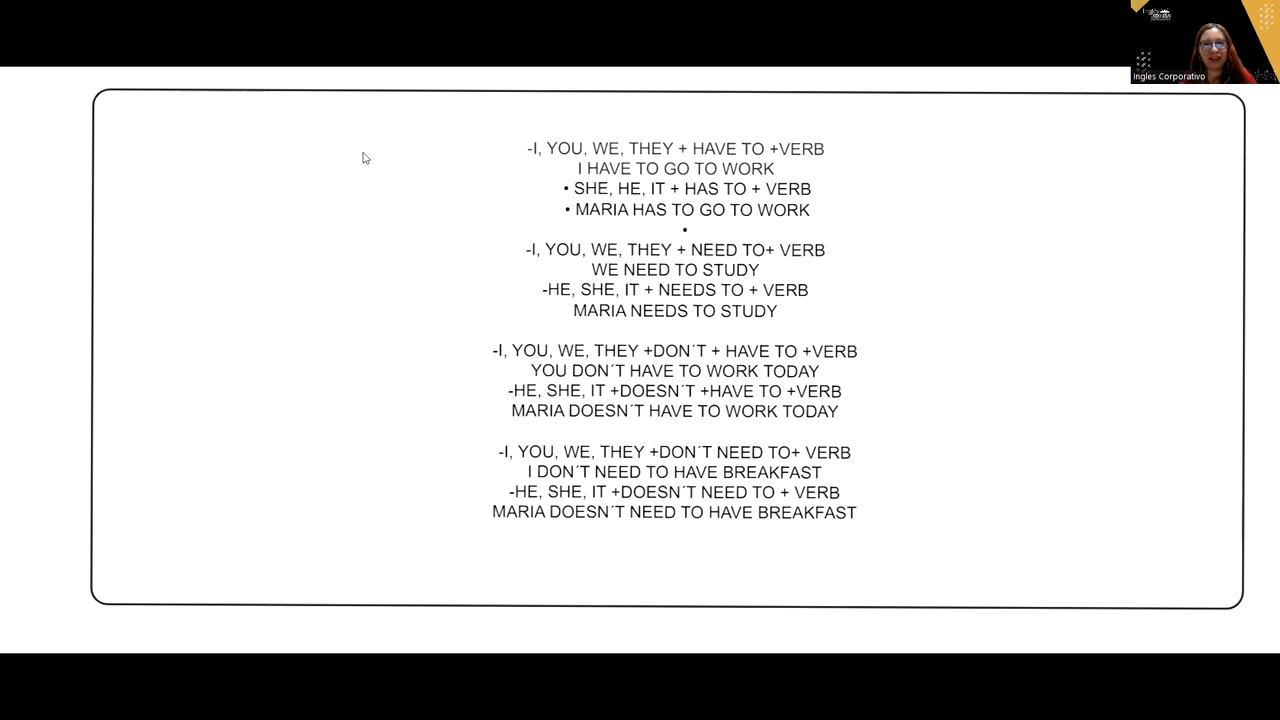 Ingles Corporativo
-I, YOU, WE, THEY + HAVE TO +VERB
I HAVE TO GO TO WORK
• SHE, HE, IT + HAS TO + VERB
• MARIA HAS TO GO TO WORK
•
-I, YOU, WE, THEY + NEED TO+ VERB
WE NEED TO STUDY
-HE, SHE, IT + NEEDS TO + VERB
MARIA NEEDS TO STUDY
-I, YOU, WE, THEY +DON´T + HAVE TO +VERB
YOU DON´T HAVE TO WORK TODAY
-HE, SHE, IT +DOESN´T +HAVE TO +VERB
MARIA DOESN´T HAVE TO WORK TODAY
-I, YOU, WE, THEY +DON´T NEED TO+ VERB
I DON´T NEED TO HAVE BREAKFAST
-HE, SHE, IT +DOESN´T NEED TO + VERB
MARIA DOESN´T NEED TO HAVE BREAKFAST